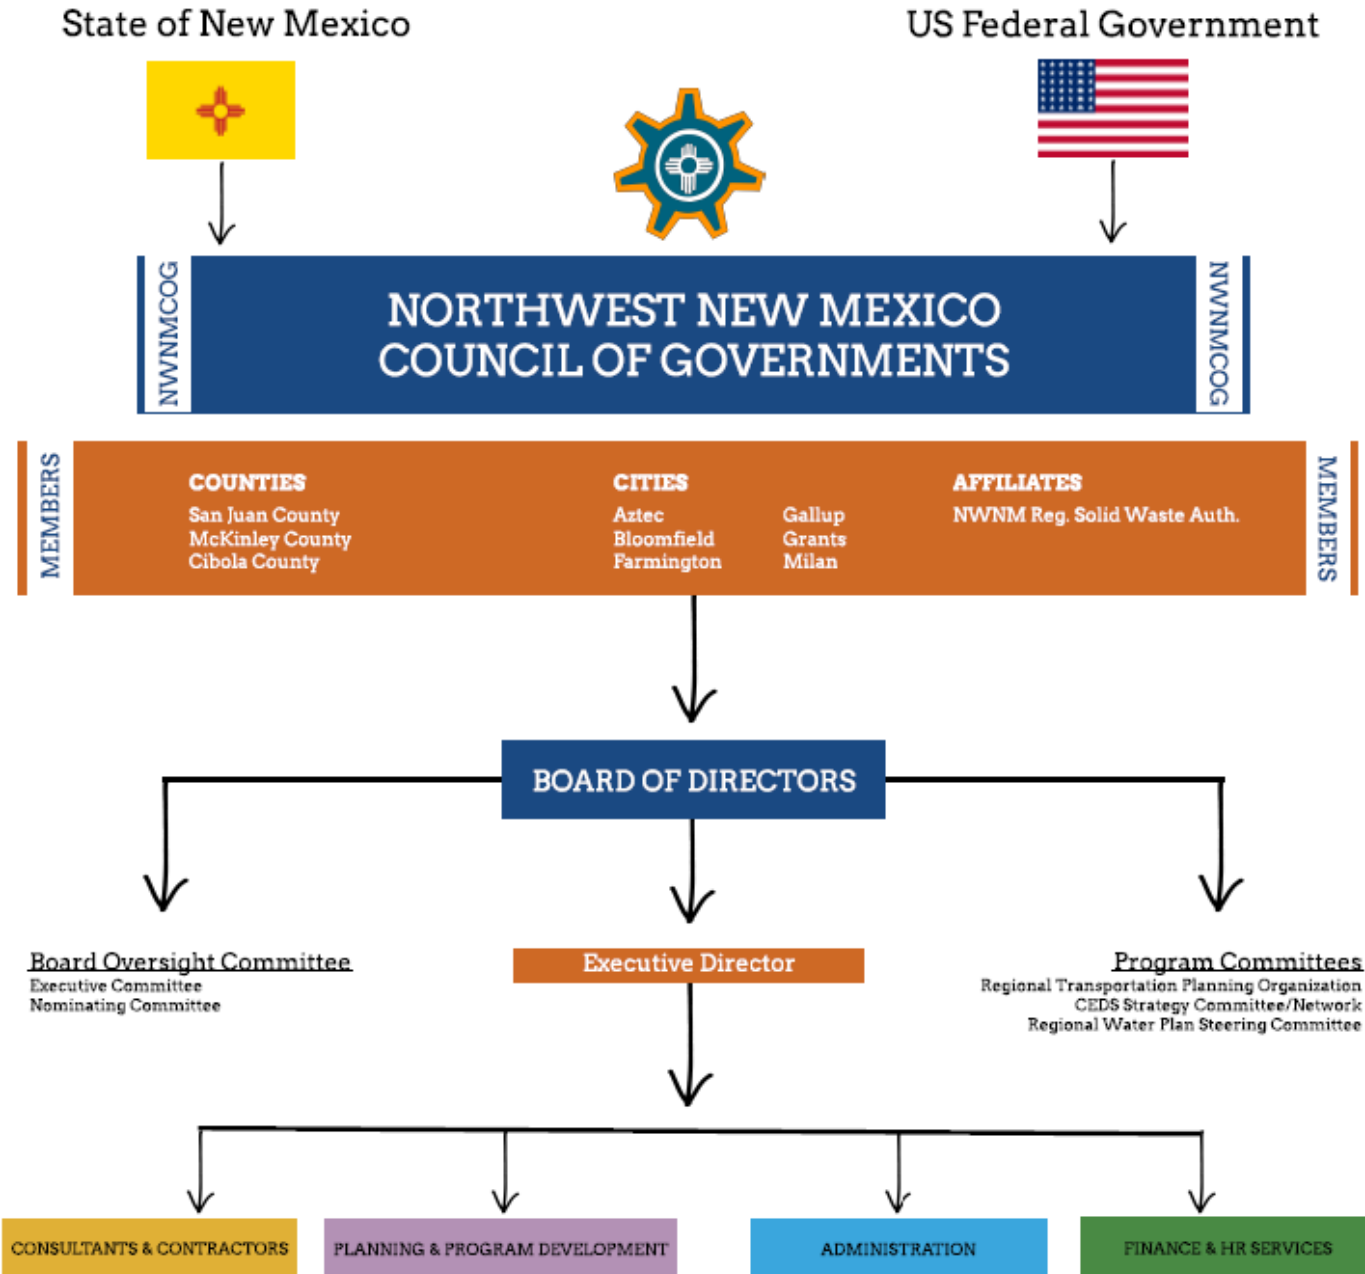 State of New Mexico
US Federal Government
NWNMCOG
NORTHWEST NEW MEXICO
COUNCIL OF GOVERNMENTS
NWNMCOG
MEMBERS
COUNTIES
San Juan County
McKinley County
Cibola County
CITIES
Aztec
Bloomfield
Farmington
Gallup
Grants
Milan
AFFILIATES
NWNM Reg. Solid Waste Auth.
MEMBERS
BOARD OF DIRECTORS
Board Oversight Committee
Executive Committee
Nominating Committee
Executive Director
Program Committees
Regional Transportation Planning Organization
CEDS Strategy Committee/Network
Regional Water Plan Steering Committee
CONSULTANTS & CONTRACTORS
PLANNING & PROGRAM DEVELOPMENT
ADMINISTRATION
FINANCE & HR SERVICES